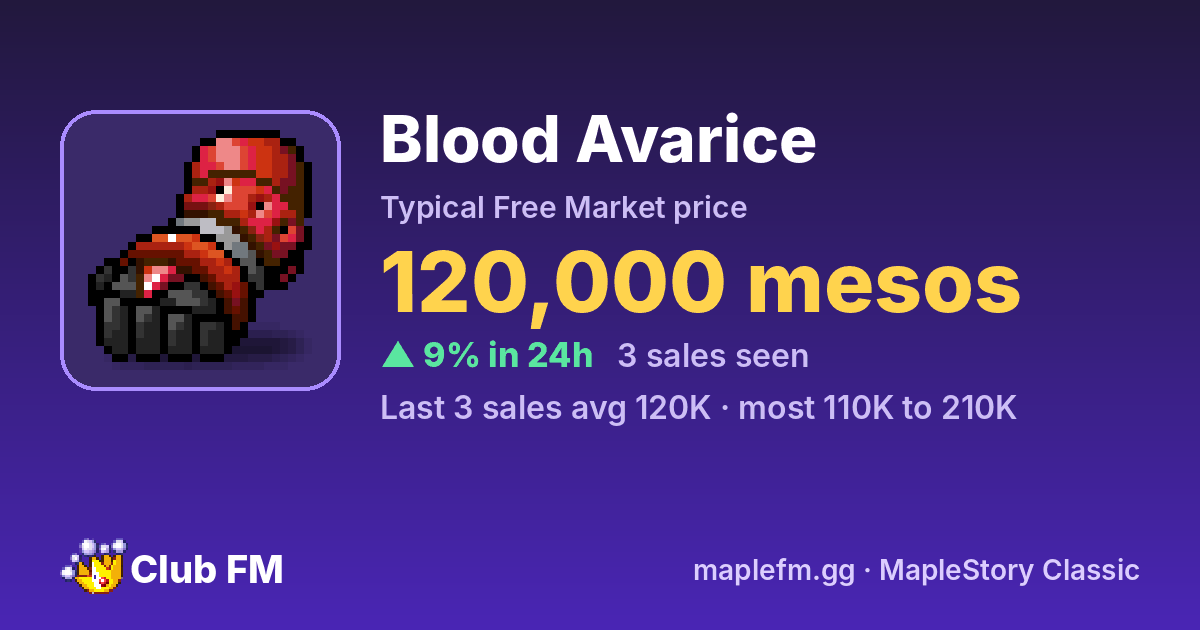 Blood Avarice
Typical Free Market price
120,000 mesos
▲ 9% in 24h 3 sales seen
Last 3 sales avg 120K · most 110K to 210K
Club FM
maplefm.gg · MapleStory Classic